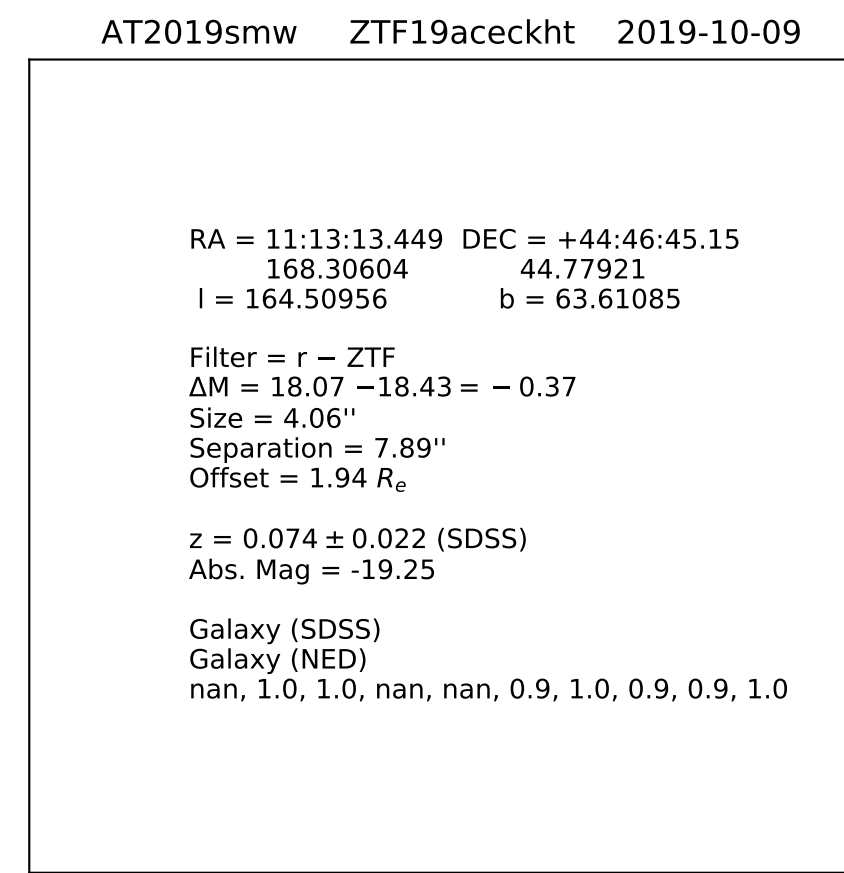 AT2019smw ZTF19aceckht 2019-10-09
RA = 11:13:13.449 DEC = +44:46:45.15
168.30604 44.77921
l = 164.50956 b = 63.61085
Filter = r − ZTF
ΔM = 18.07 −18.43 = − 0.37
Size = 4.06''
Separation = 7.89''
Offset = 1.94 Rₑ
z = 0.074 ± 0.022 (SDSS)
Abs. Mag = -19.25
Galaxy (SDSS)
Galaxy (NED)
nan, 1.0, 1.0, nan, nan, 0.9, 1.0, 0.9, 0.9, 1.0